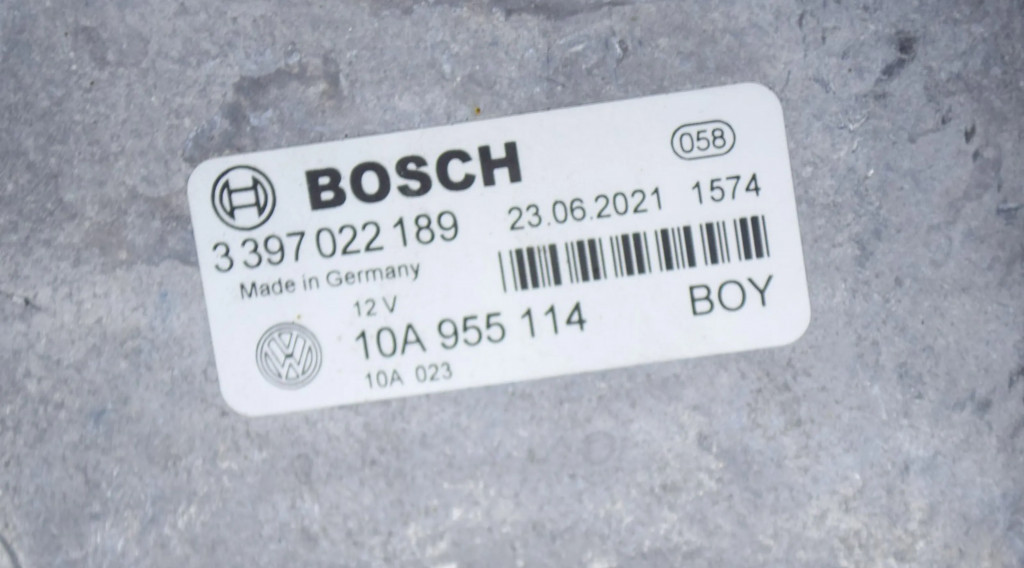 BOSCH
058
3 397 022 189
23.06.2021 1574
Made in Germany
12 V
10A 955 114
BOY
10A 023